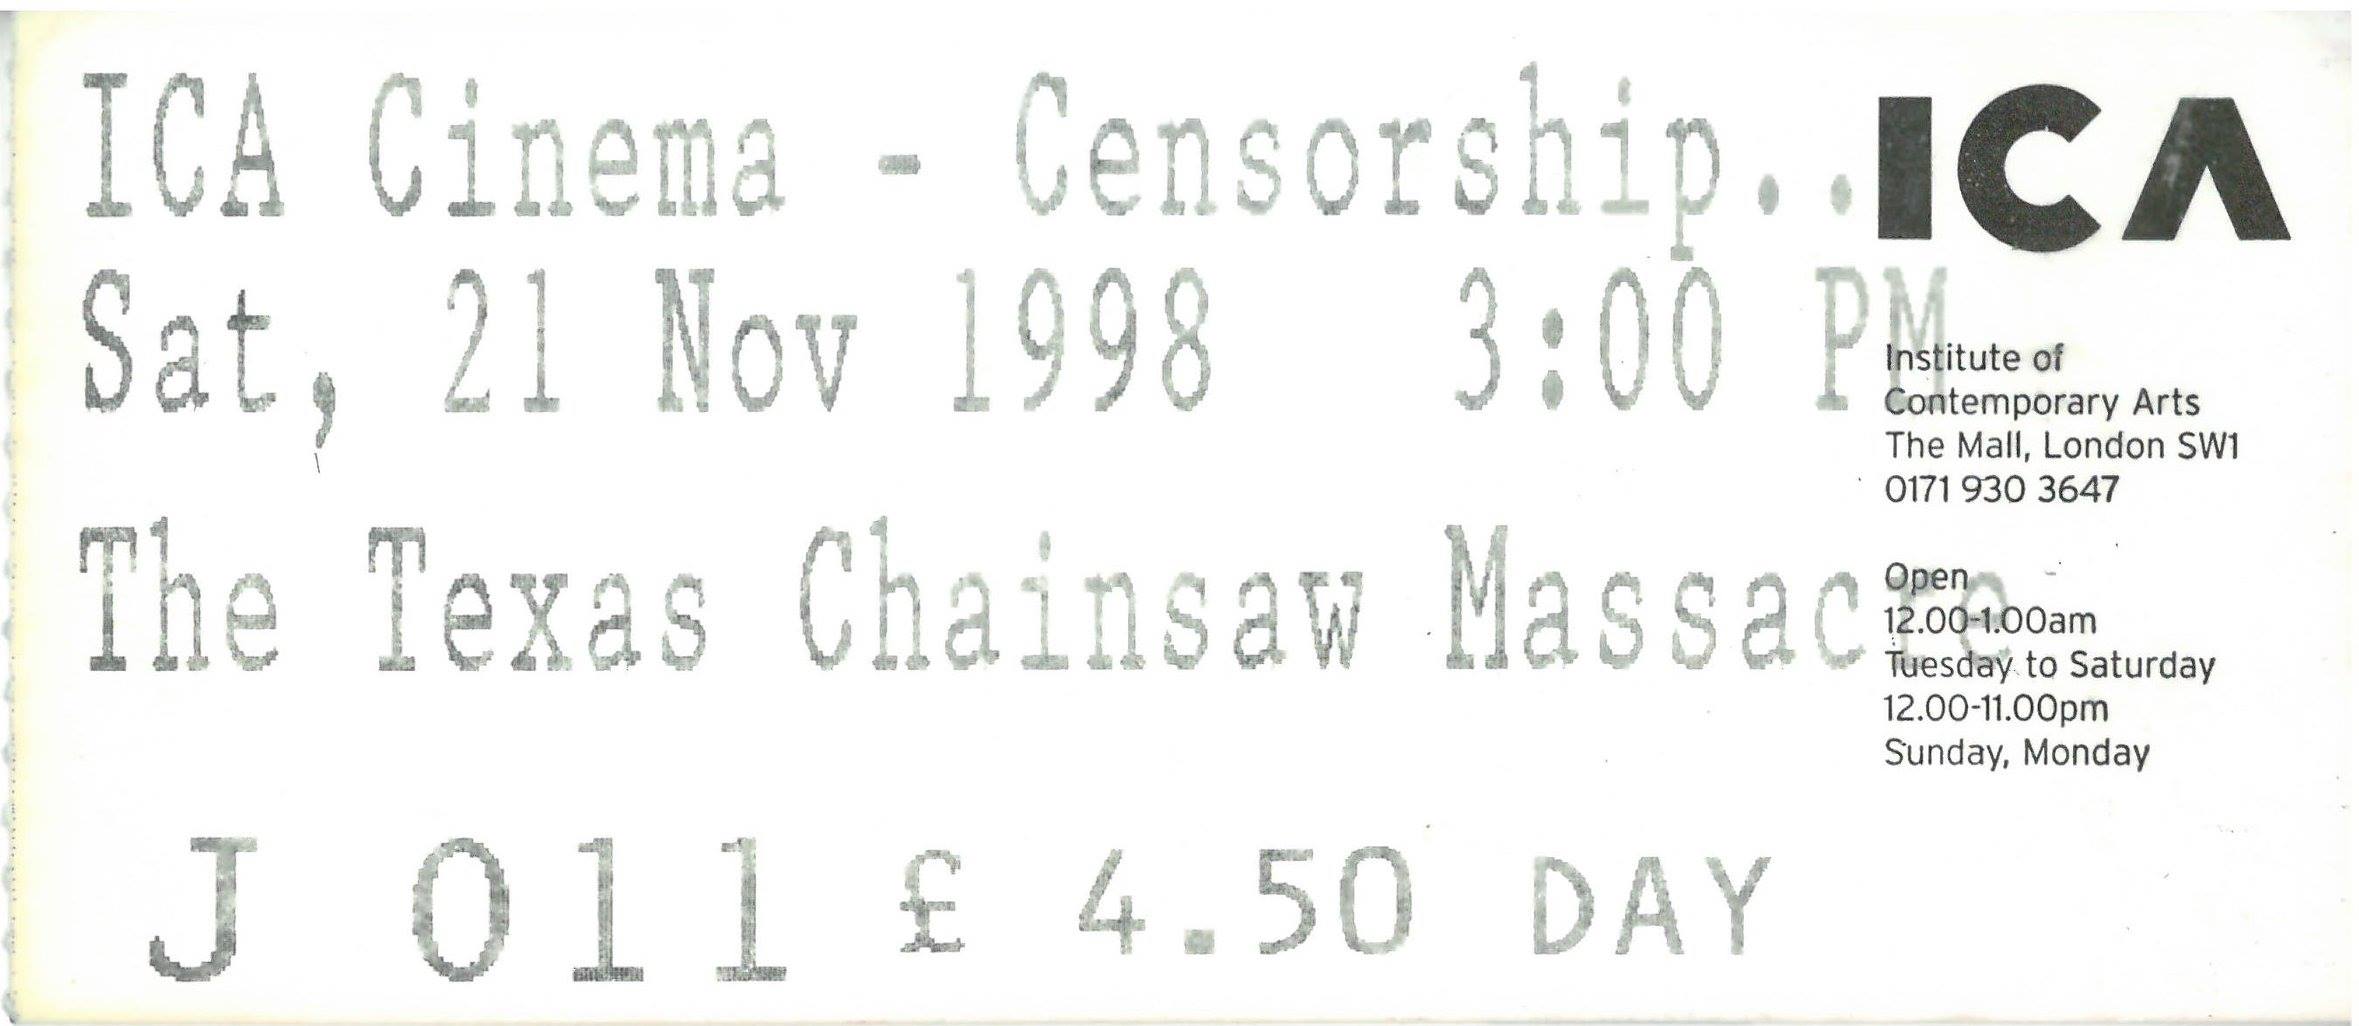 ICA Cinema - Censorship..
Sat, 21 Nov 1998 3:00 PM
The Texas Chainsaw Massacre
J 011 £ 4.50 DAY
ICA
Institute of
Contemporary Arts
The Mall, London SW1
0171 930 3647
Open
12.00-1.00am
Tuesday to Saturday
12.00-11.00pm
Sunday, Monday